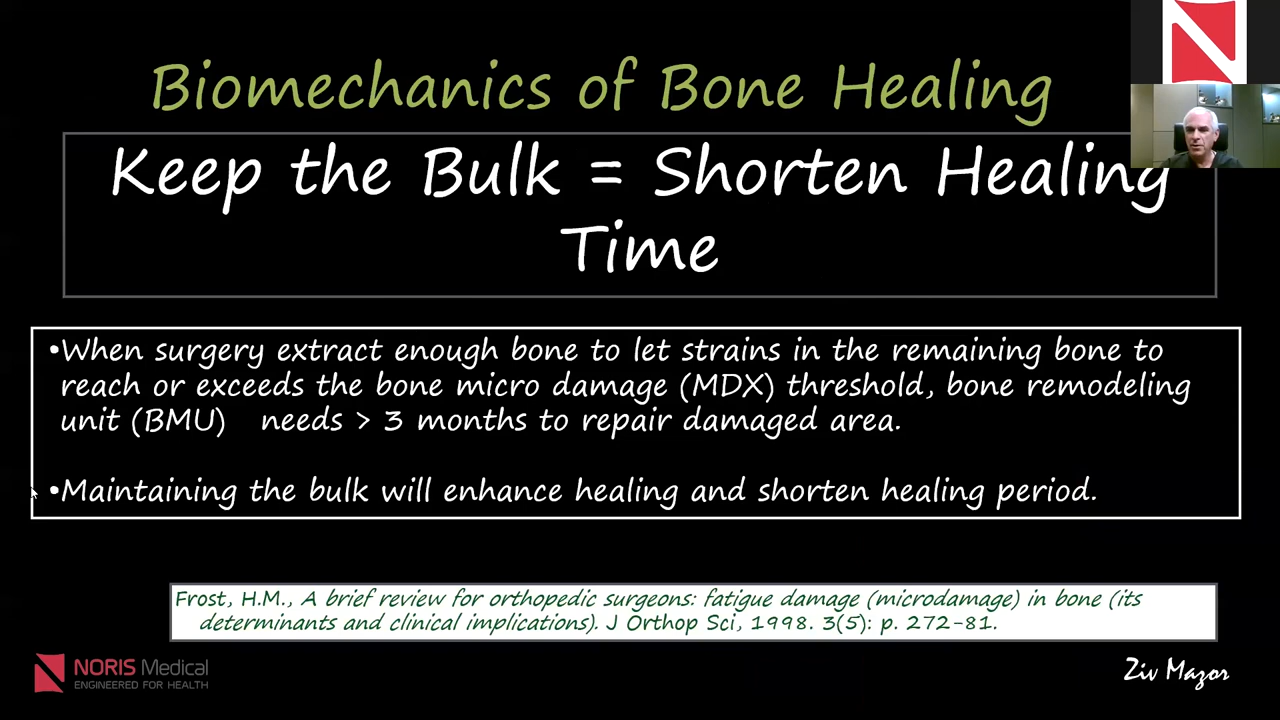 Biomechanics of Bone Healing
Keep the Bulk = Shorten Healing
Time
•When surgery extract enough bone to let strains in the remaining bone to
reach or exceeds the bone micro damage (MDX) threshold, bone remodeling
unit (BMU) needs > 3 months to repair damaged area.
•Maintaining the bulk will enhance healing and shorten healing period.
Frost, H.M., A brief review for orthopedic surgeons: fatigue damage (microdamage) in bone (its
determinants and clinical implications). J Orthop Sci, 1998. 3(5): p. 272-81.
NORIS Medical
ENGINEERED FOR HEALTH
Ziv Mazor